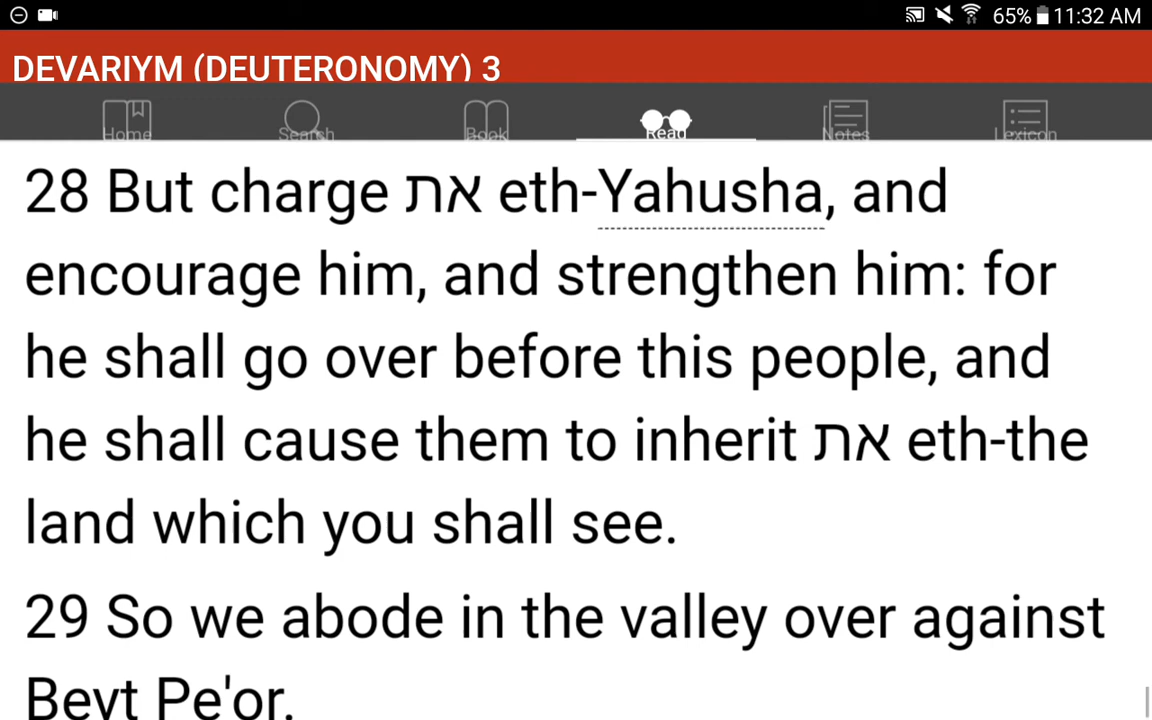 65% 11:32 AM
DEVARIYM (DEUTERONOMY) 3
Home Search Book Read Notes Lexicon
28 But charge את eth-Yahusha, and
encourage him, and strengthen him: for
he shall go over before this people, and
he shall cause them to inherit את eth-the
land which you shall see.
29 So we abode in the valley over against
Beyt Pe'or.